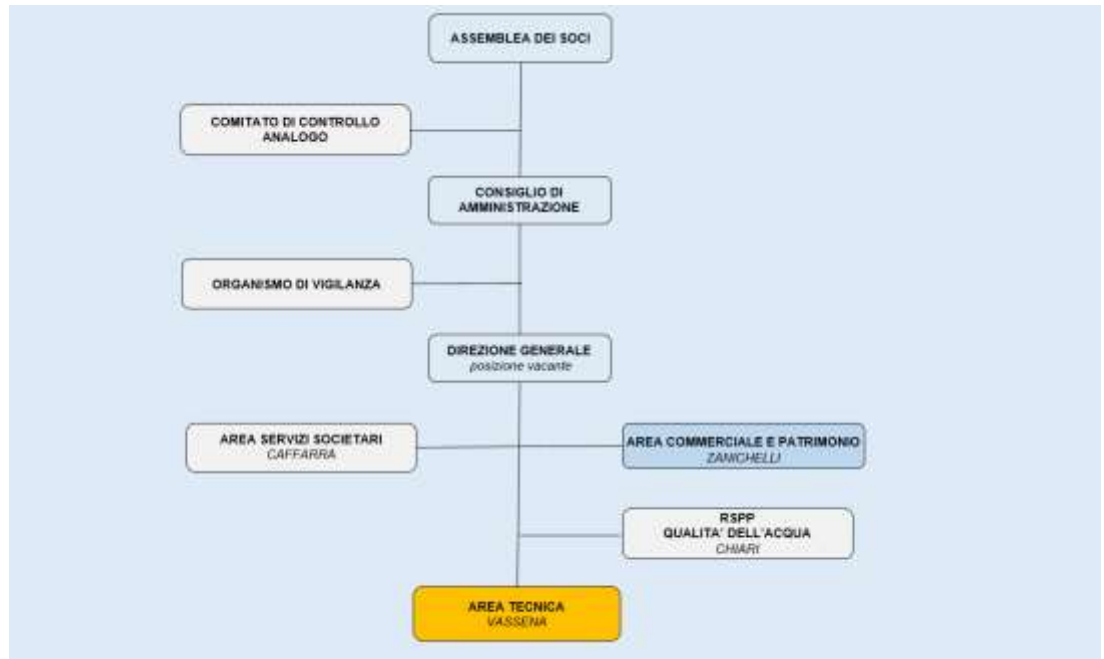 ASSEMBLEA DEI SOCI
COMITATO DI CONTROLLO
ANALOGO
CONSIGLIO DI
AMMINISTRAZIONE
ORGANISMO DI VIGILANZA
DIREZIONE GENERALE
posizione vacante
AREA SERVIZI SOCIETARI
CAFFARRA
AREA COMMERCIALE E PATRIMONIO
ZANICHELLI
RSPP
QUALITA' DELL'ACQUA
CHIARI
AREA TECNICA
VASSENA